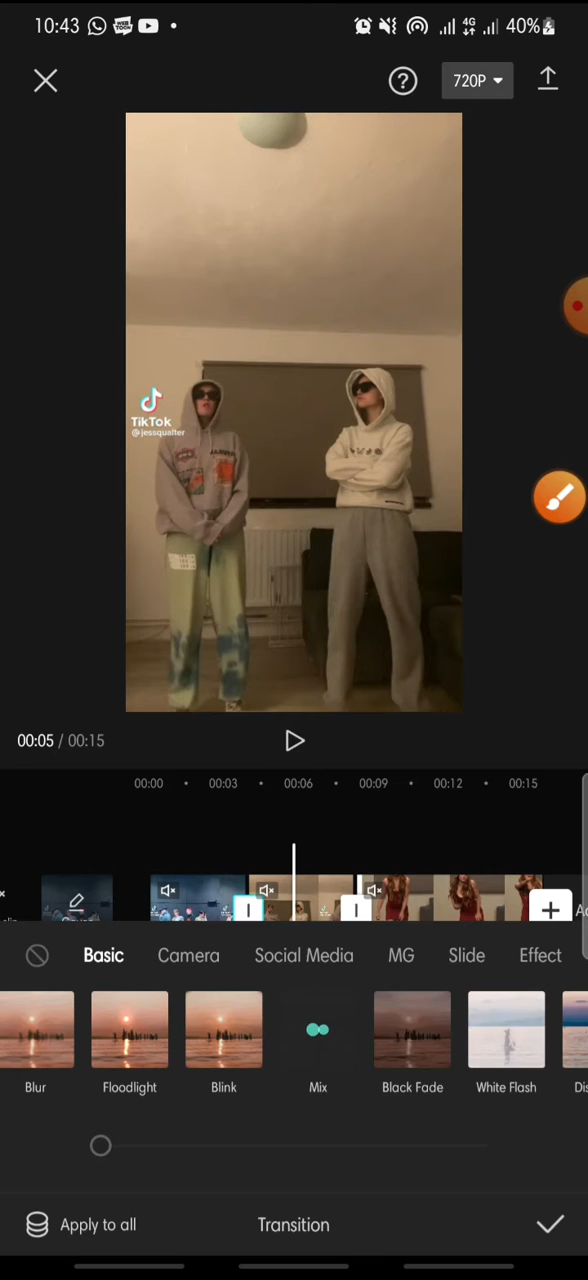 10:43
4G
40%
720P
TikTok
@jessqualter
00:05 / 00:15
00:00
00:03
00:06
00:09
00:12
00:15
Basic
Camera
Social Media
MG
Slide
Effect
Blur
Floodlight
Blink
Mix
Black Fade
White Flash
Dis
Apply to all
Transition